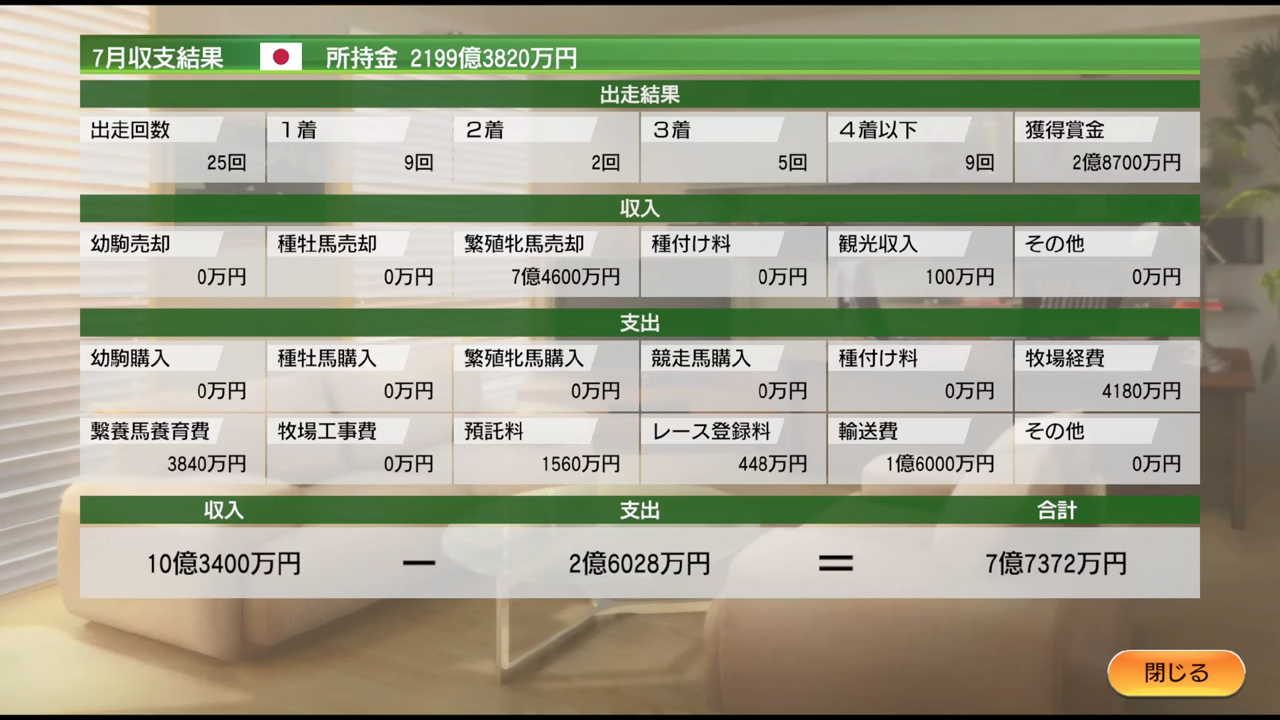 7月収支結果 所持金 2199億3820万円
出走結果
出走回数 1着 2着 3着 4着以下 獲得賞金
25回 9回 2回 5回 9回 2億8700万円
収入
幼駒売却 種牡馬売却 繁殖牝馬売却 種付け料 観光収入 その他
0万円 0万円 7億4600万円 0万円 100万円 0万円
支出
幼駒購入 種牡馬購入 繁殖牝馬購入 競走馬購入 種付け料 牧場経費
0万円 0万円 0万円 0万円 0万円 4180万円
繫養馬養育費 牧場工事費 預託料 レース登録料 輸送費 その他
3840万円 0万円 1560万円 448万円 1億6000万円 0万円
収入 支出 合計
10億3400万円 － 2億6028万円 ＝ 7億7372万円
閉じる